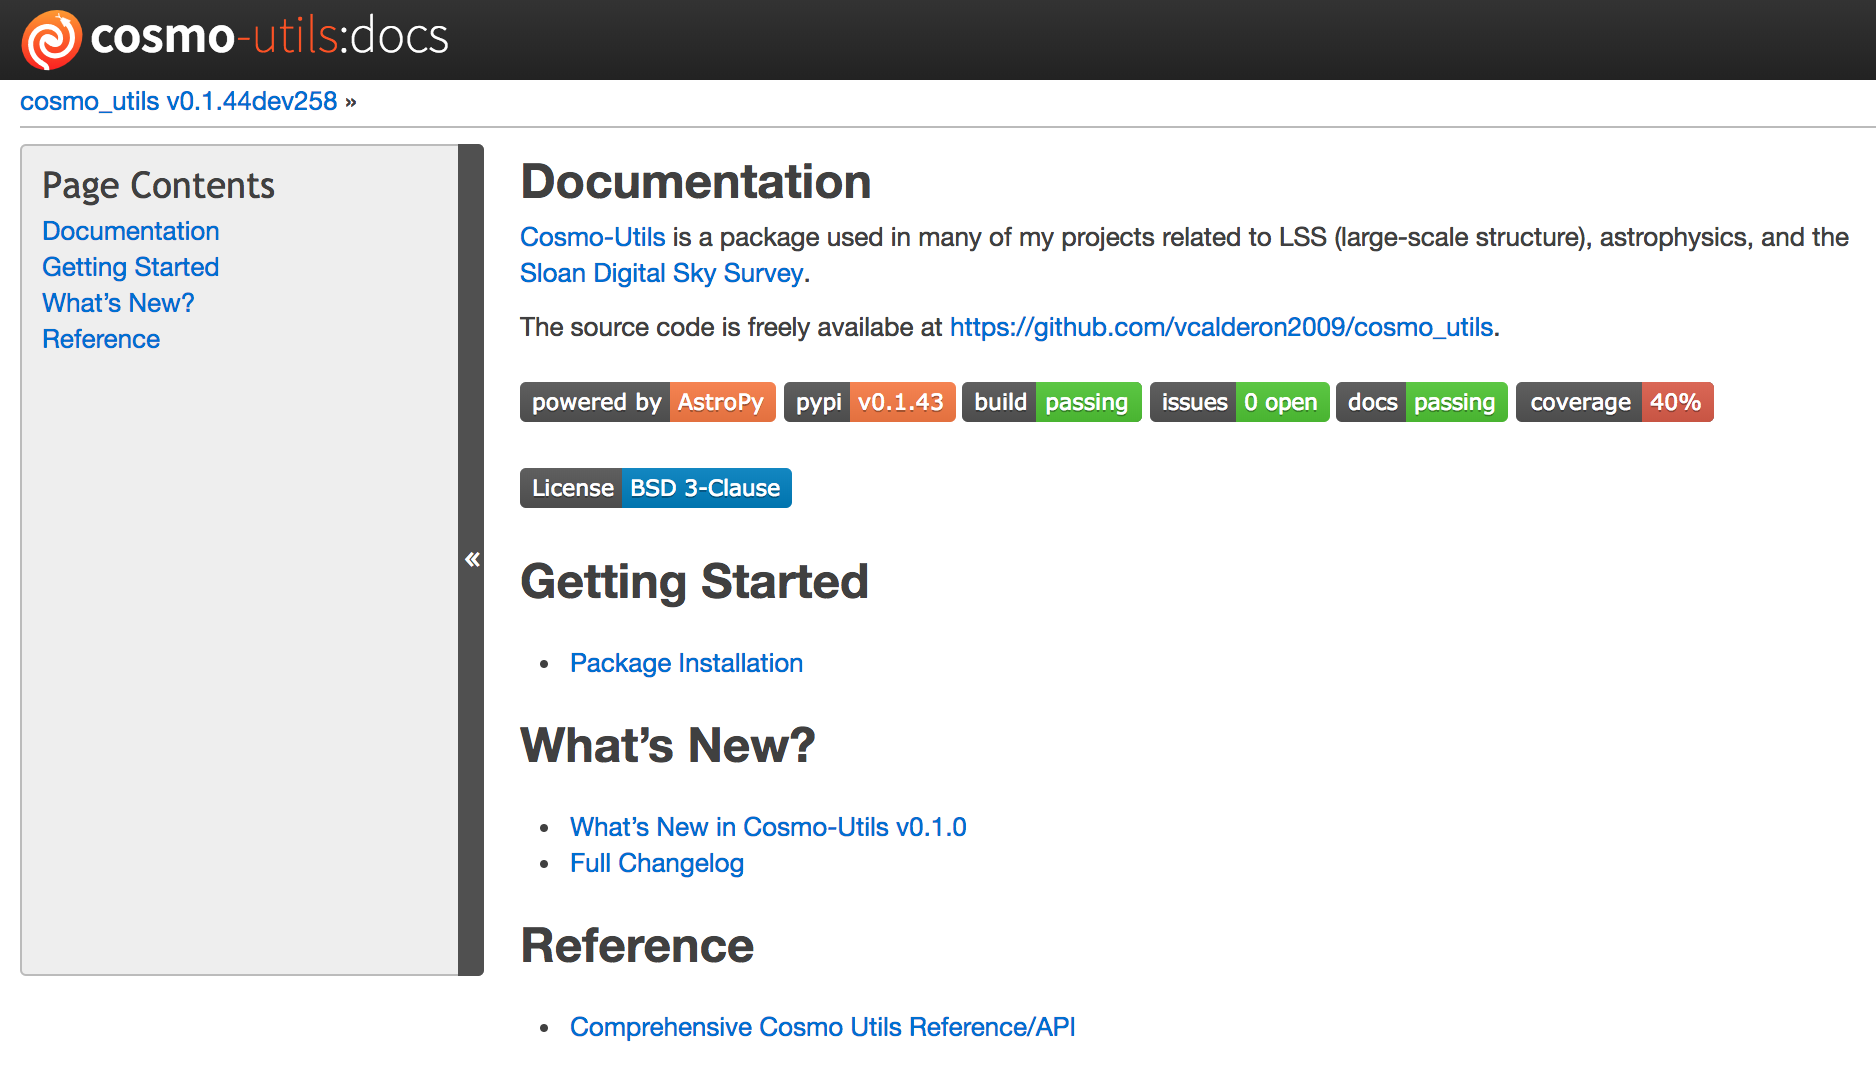 cosmo-utils:docs
cosmo_utils v0.1.44dev258 »
Page Contents
Documentation
Getting Started
What’s New?
Reference
«
Documentation
Cosmo-Utils is a package used in many of my projects related to LSS (large-scale structure), astrophysics, and the
Sloan Digital Sky Survey.
The source code is freely availabe at https://github.com/vcalderon2009/cosmo_utils.
powered by AstroPy pypi v0.1.43 build passing issues 0 open docs passing coverage 40%
License BSD 3-Clause
Getting Started
• Package Installation
What’s New?
• What’s New in Cosmo-Utils v0.1.0
• Full Changelog
Reference
• Comprehensive Cosmo Utils Reference/API